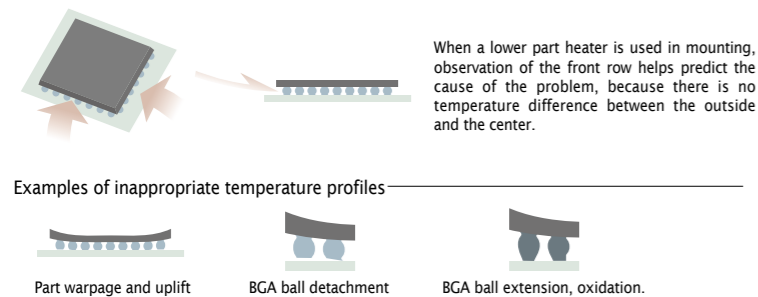 When a lower part heater is used in mounting,
observation of the front row helps predict the
cause of the problem, because there is no
temperature difference between the outside
and the center.
Examples of inappropriate temperature profiles
Part warpage and uplift
BGA ball detachment
BGA ball extension, oxidation.